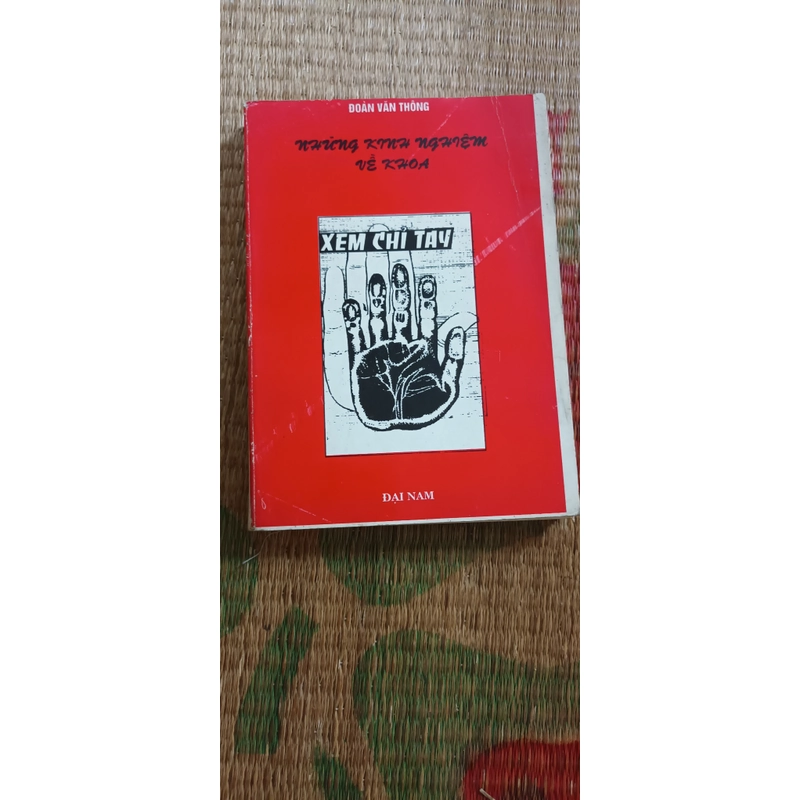 ĐOÀN VĂN THÔNG
NHỮNG KINH NGHIỆM
VỀ KHOA
XEM CHỈ TAY
ĐẠI NAM